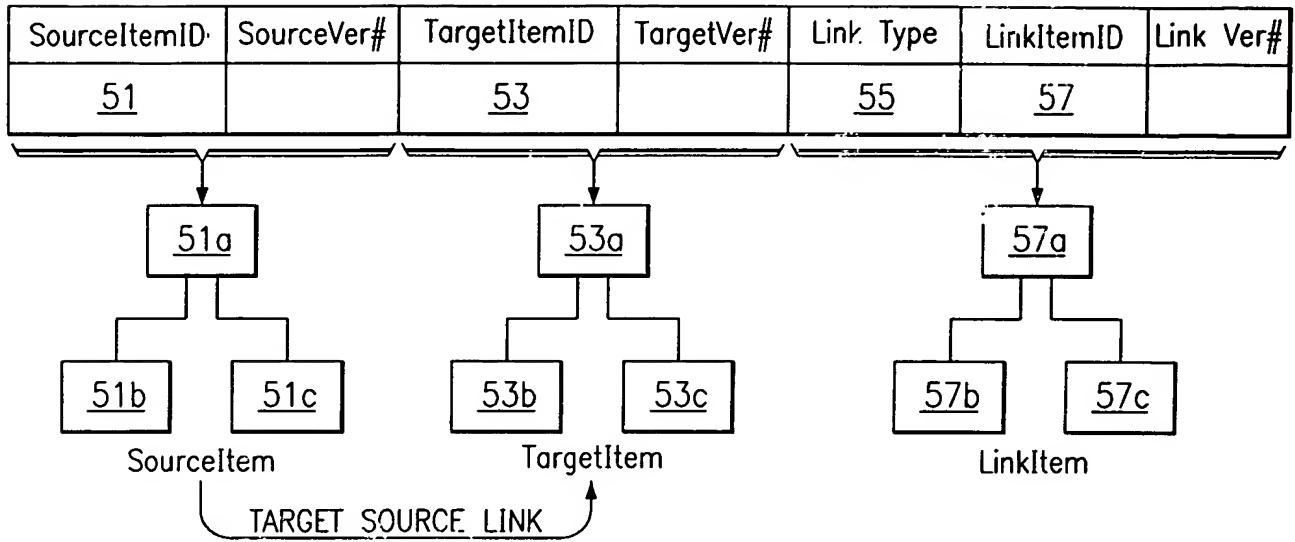 SourceItemID SourceVer# TargetItemID TargetVer# Link Type LinkItemID Link Ver#
51 53 55 57
51a 53a 57a
51b 51c 53b 53c 57b 57c
SourceItem TargetItem LinkItem
TARGET SOURCE LINK